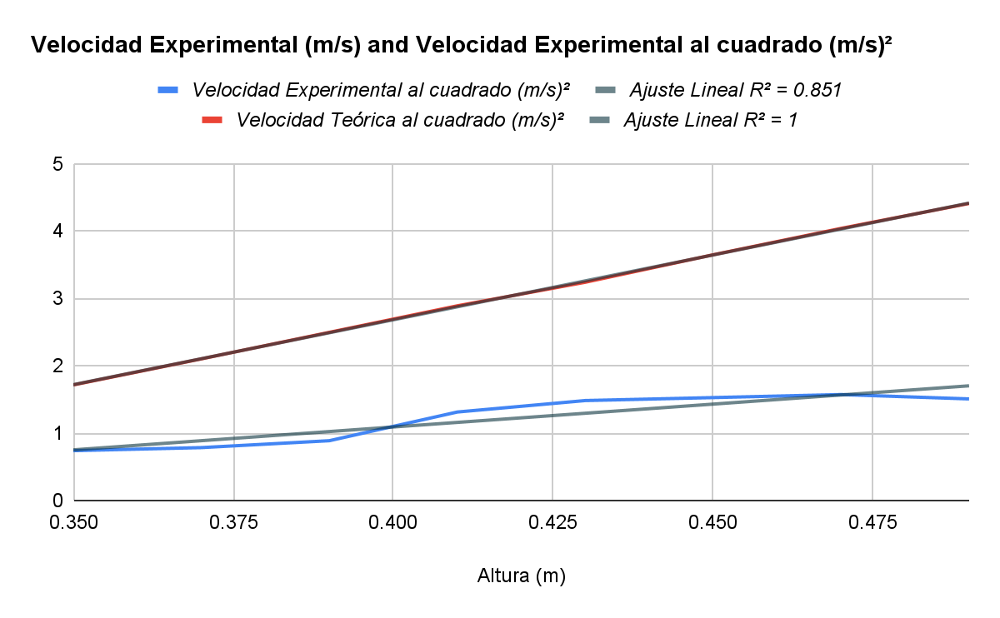 Velocidad Experimental (m/s) and Velocidad Experimental al cuadrado (m/s)²
Velocidad Experimental al cuadrado (m/s)² Ajuste Lineal R² = 0.851
Velocidad Teórica al cuadrado (m/s)² Ajuste Lineal R² = 1
5
4
3
2
1
0
0.350 0.375 0.400 0.425 0.450 0.475
Altura (m)